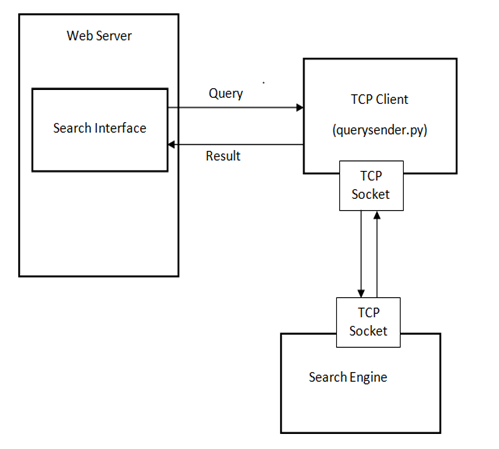 Web Server
Search Interface
Query
Result
TCP Client
(querysender.py)
TCP
Socket
TCP
Socket
Search Engine